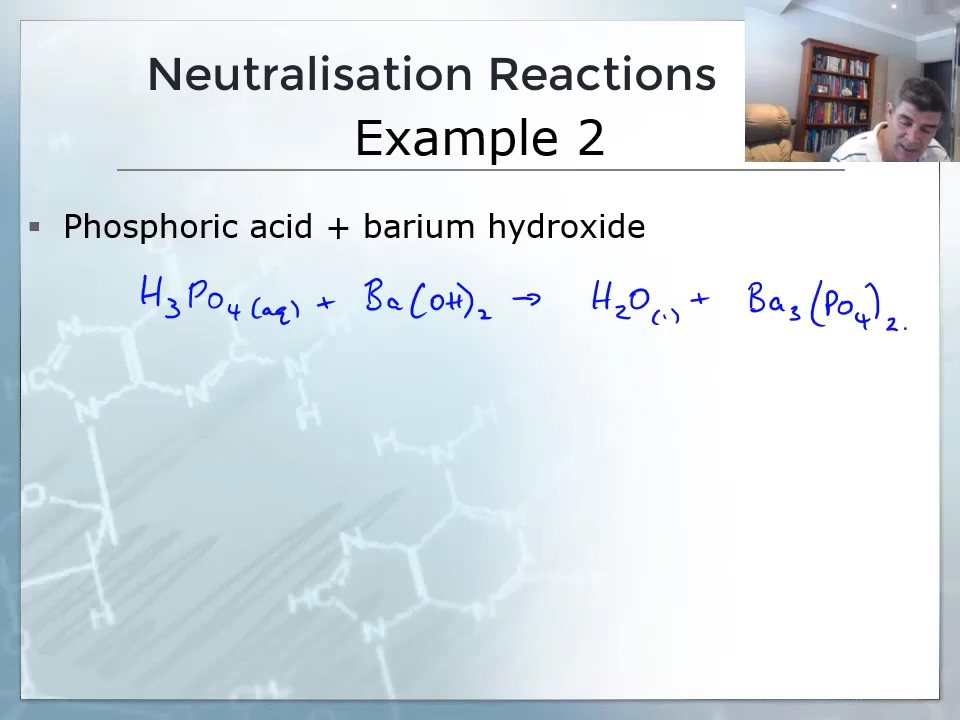 Neutralisation Reactions
Example 2
▪ Phosphoric acid + barium hydroxide
H₃PO₄(aq) + Ba(OH)₂ → H₂O(l) + Ba₃(PO₄)₂.